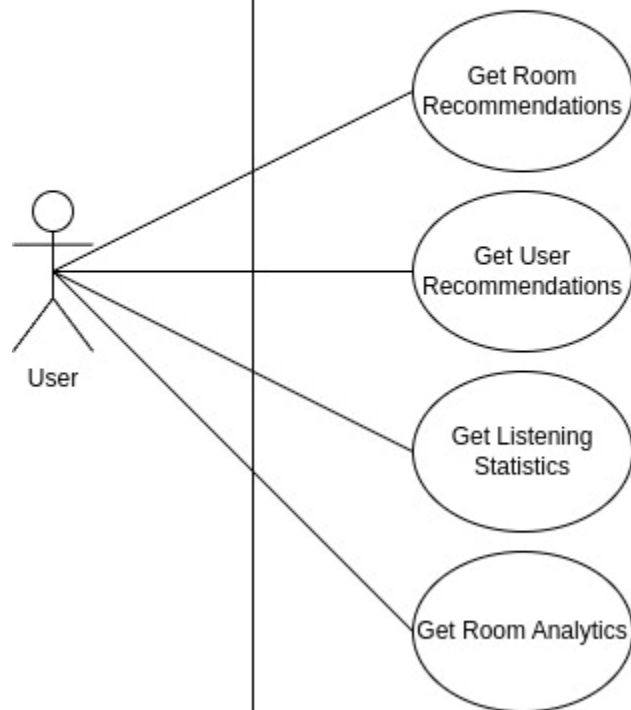 Get Room
Recommendations
Get User
Recommendations
User
Get Listening
Statistics
Get Room Analytics